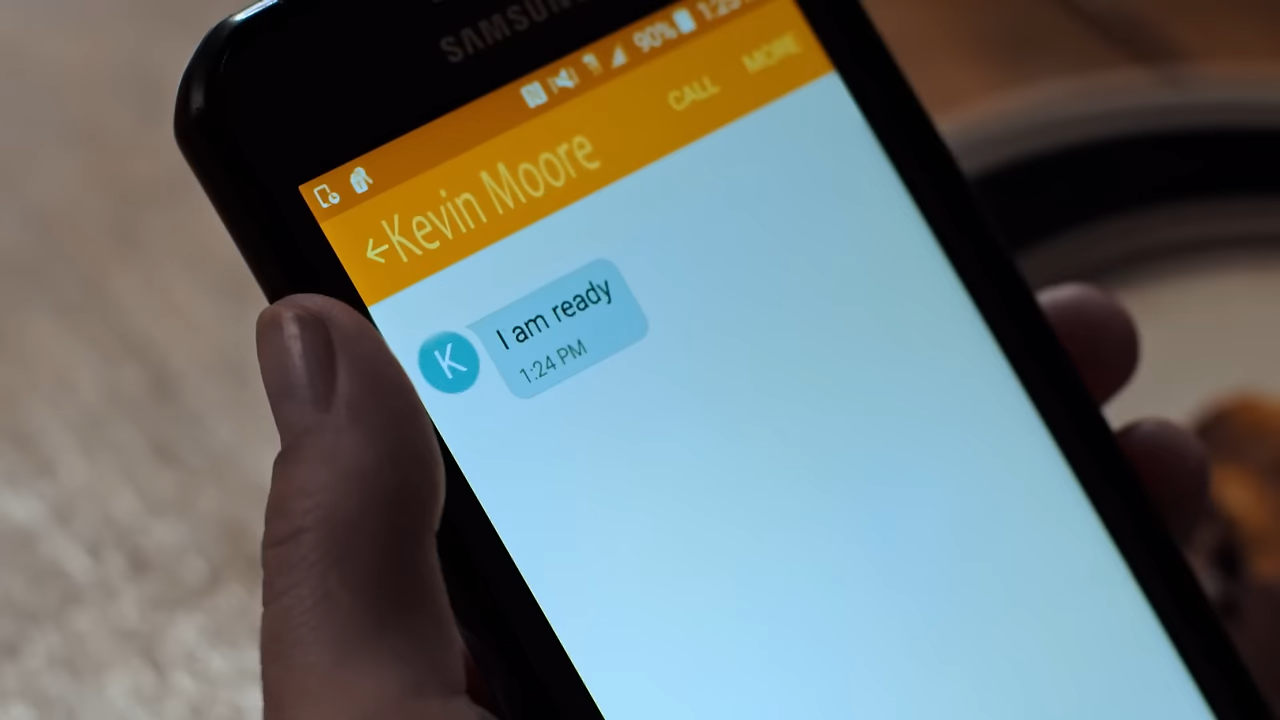 SAMSUNG
90%
← Kevin Moore CALL MORE
K
I am ready
1:24 PM